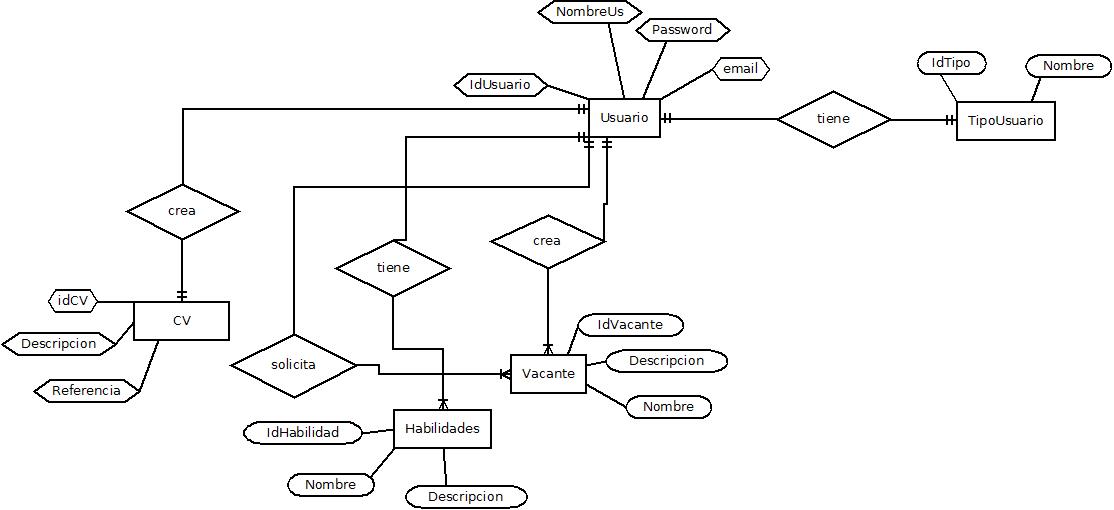 NombreUs
Password
email
IdUsuario
Usuario
tiene
IdTipo
Nombre
TipoUsuario
crea
tiene
crea
idCV
CV
Descripcion
Referencia
solicita
IdVacante
Vacante
Descripcion
Nombre
IdHabilidad
Habilidades
Nombre
Descripcion